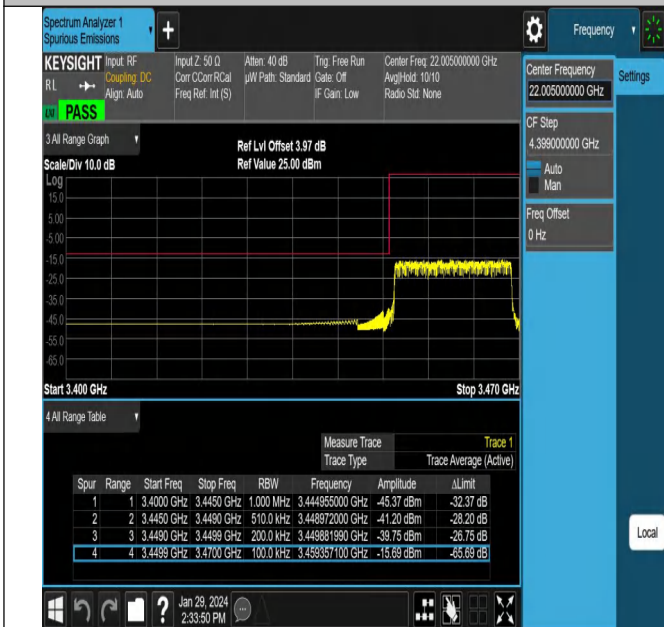 Spectrum Analyzer 1
Spurious Emissions
+
Frequency
KEYSIGHT Input: RF Input Z: 50 Ω Atten: 40 dB Trig: Free Run Center Freq: 22.005000000 GHz
RL Coupling: DC Corr CCorr RCal µW Path: Standard Gate: Off Avg|Hold: 10/10
Align: Auto Freq Ref: Int (S) IF Gain: Low Radio Std: None
PASS
Center Frequency
22.005000000 GHz
Settings
CF Step
4.399000000 GHz
Auto
Man
Freq Offset
0 Hz
Local
3 All Range Graph
Ref Lvl Offset 3.97 dB
Scale/Div 10.0 dB Ref Value 25.00 dBm
Log
15.0
5.00
-5.00
-15.0
-25.0
-35.0
-45.0
-55.0
-65.0
Start 3.400 GHz Stop 3.470 GHz
4 All Range Table
Measure Trace Trace 1
Trace Type Trace Average (Active)
Spur Range Start Freq Stop Freq RBW Frequency Amplitude ΔLimit
1 1 3.4000 GHz 3.4450 GHz 1.000 MHz 3.444955000 GHz -45.37 dBm -32.37 dB
2 2 3.4450 GHz 3.4490 GHz 510.0 kHz 3.448972000 GHz -41.20 dBm -28.20 dB
3 3 3.4490 GHz 3.4499 GHz 200.0 kHz 3.449881990 GHz -39.75 dBm -26.75 dB
4 4 3.4499 GHz 3.4700 GHz 100.0 kHz 3.459357100 GHz -15.69 dBm -65.69 dB
?
Jan 29, 2024
2:33:50 PM